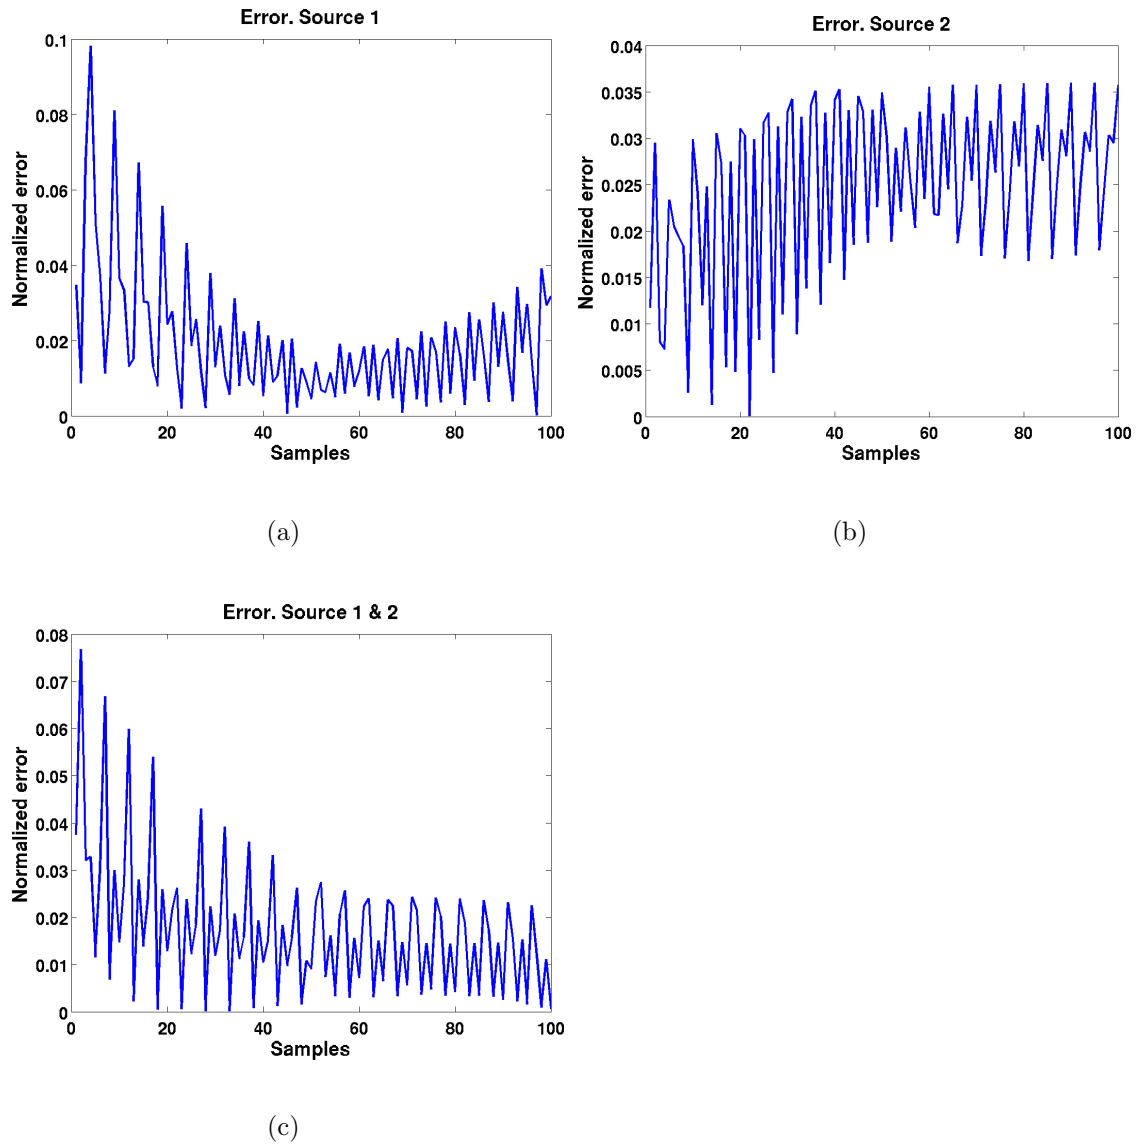 Error. Source 1
Normalized error
0.1
0.08
0.06
0.04
0.02
0
0 20 40 60 80 100
Samples
(a)
Error. Source 2
Normalized error
0.04
0.035
0.03
0.025
0.02
0.015
0.01
0.005
0
0 20 40 60 80 100
Samples
(b)
Error. Source 1 & 2
Normalized error
0.08
0.07
0.06
0.05
0.04
0.03
0.02
0.01
0
0 20 40 60 80 100
Samples
(c)